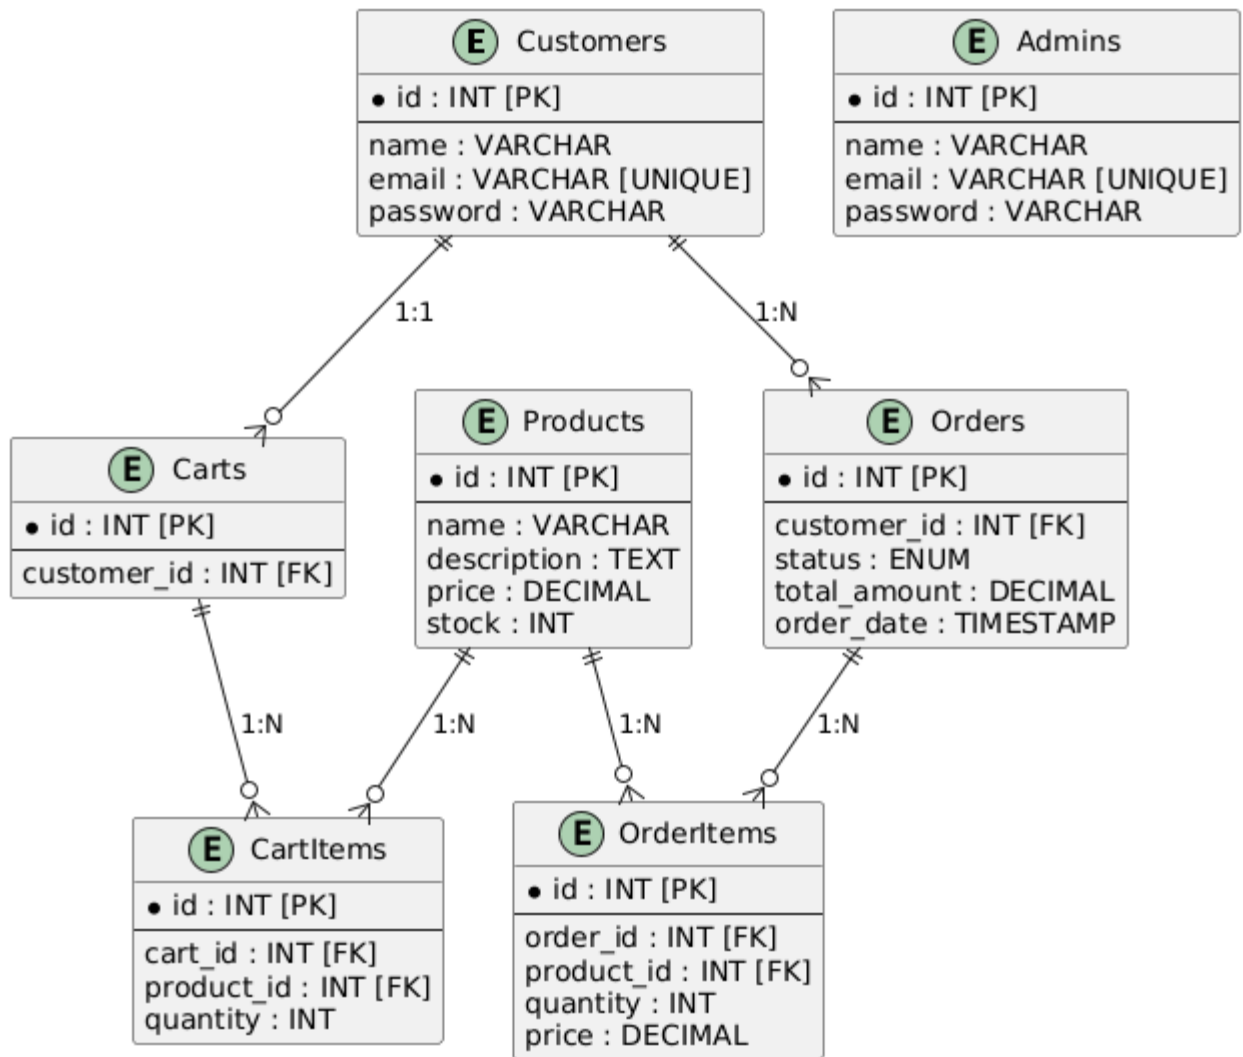 E Customers
id : INT [PK]
name : VARCHAR
email : VARCHAR [UNIQUE]
password : VARCHAR
E Admins
id : INT [PK]
name : VARCHAR
email : VARCHAR [UNIQUE]
password : VARCHAR
1:1
1:N
E Carts
id : INT [PK]
customer_id : INT [FK]
E Products
id : INT [PK]
name : VARCHAR
description : TEXT
price : DECIMAL
stock : INT
E Orders
id : INT [PK]
customer_id : INT [FK]
status : ENUM
total_amount : DECIMAL
order_date : TIMESTAMP
1:N
1:N
1:N
1:N
E CartItems
id : INT [PK]
cart_id : INT [FK]
product_id : INT [FK]
quantity : INT
E OrderItems
id : INT [PK]
order_id : INT [FK]
product_id : INT [FK]
quantity : INT
price : DECIMAL